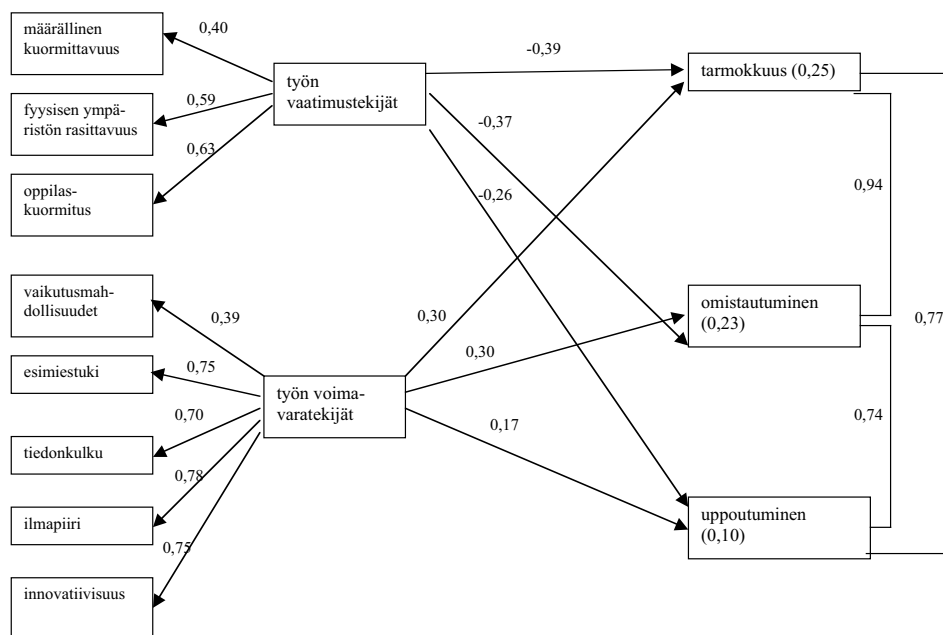 määrällinen
kuormittavuus
0,40
fyysisen ympä-
ristön rasittavuus
0,59
oppilas-
kuormitus
0,63
työn
vaatimustekijät
-0,39
-0,37
-0,26
tarmokkuus (0,25)
0,94
vaikutusmah-
dollisuudet
0,39
esimiestuki
0,75
tiedonkulku
0,70
ilmapiiri
0,78
innovatiivisuus
0,75
työn voima-
varatekijät
0,30
0,30
0,17
omistautuminen
(0,23)
0,77
0,74
uppoutuminen
(0,10)